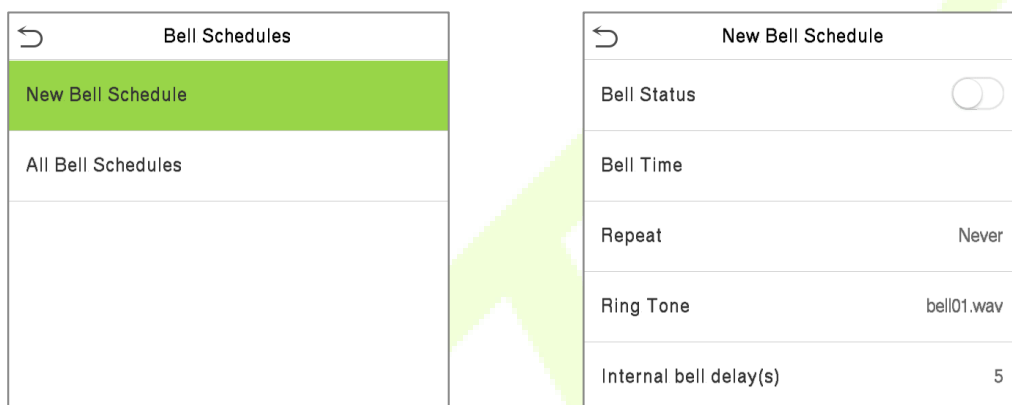 Bell Schedules
New Bell Schedule
All Bell Schedules
New Bell Schedule
Bell Status
Bell Time
Repeat Never
Ring Tone bell01.wav
Internal bell delay(s) 5